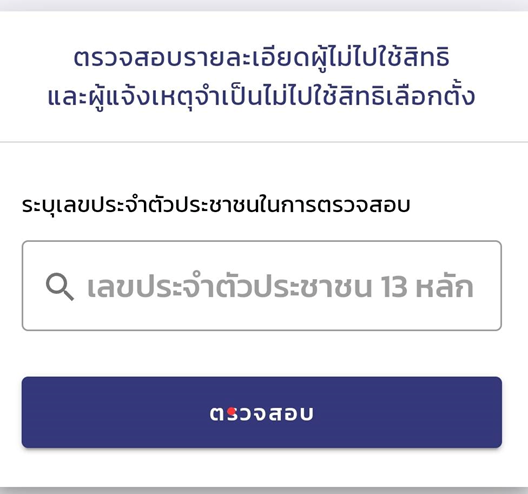 ตรวจสอบรายละเอียดผู้ไม่ไปใช้สิทธิ
และผู้แจ้งเหตุจำเป็นไม่ไปใช้สิทธิเลือกตั้ง
ระบุเลขประจำตัวประชาชนในการตรวจสอบ
เลขประจำตัวประชาชน 13 หลัก
ตรวจสอบ